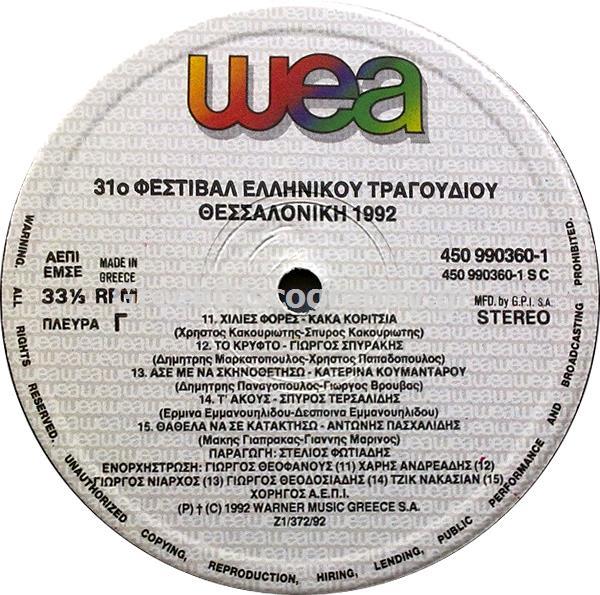 wea
31ο ΦΕΣΤΙΒΑΛ ΕΛΛΗΝΙΚΟΥ ΤΡΑΓΟΥΔΙΟΥ
ΘΕΣΣΑΛΟΝΙΚΗ 1992
ΑΕΠΙ
ΕΜΣΕ
MADE IN
GREECE
33⅓ RPM
ΠΛΕΥΡΑ Γ
450 990360-1
450 990360-1 S C
MFD. by G.P.I. S.A.
STEREO
11. ΧΙΛΙΕΣ ΦΟΡΕΣ - ΚΑΚΑ ΚΟΡΙΤΣΙΑ
(Χρηστος Κακουριωτης-Σπυρος Κακουριωτης)
12. ΤΟ ΚΡΥΦΤΟ - ΓΙΩΡΓΟΣ ΣΠΥΡΑΚΗΣ
(Δημητρης Μαρκατοπουλος-Χρηστος Παπαδοπουλος)
13. ΑΣΕ ΜΕ ΝΑ ΣΚΗΝΟΘΕΤΗΣΩ - ΚΑΤΕΡΙΝΑ ΚΟΥΜΑΝΤΑΡΟΥ
(Δημητρης Παναγοπουλος-Γιωργος Βρουβας)
14. Τ' ΑΚΟΥΣ - ΣΠΥΡΟΣ ΤΕΡΣΑΛΙΔΗΣ
(Ερμινα Εμμανουηλιδου-Δεσποινα Εμμανουηλιδου)
15. ΘΑΘΕΛΑ ΝΑ ΣΕ ΚΑΤΑΚΤΗΣΩ - ΑΝΤΩΝΗΣ ΠΑΣΧΑΛΙΔΗΣ
(Μακης Γιαπρακας-Γιαννης Μαρινος)
ΠΑΡΑΓΩΓΗ: ΣΤΕΛΙΟΣ ΦΩΤΙΑΔΗΣ
ΕΝΟΡΧΗΣΤΡΩΣΗ: ΓΙΩΡΓΟΣ ΘΕΟΦΑΝΟΥΣ (11) ΧΑΡΗΣ ΑΝΔΡΕΑΔΗΣ (12)
ΓΙΩΡΓΟΣ ΝΙΑΡΧΟΣ (13) ΓΙΩΡΓΟΣ ΘΕΟΔΟΣΙΑΔΗΣ (14) ΤΖΙΚ ΝΑΚΑΣΙΑΝ (15)
ΧΟΡΗΓΟΣ Α.Ε.Π.Ι.
(P) † (C) 1992 WARNER MUSIC GREECE S.A.
Z1/372/92
WARNING. ALL RIGHTS RESERVED. UNAUTHORIZED COPYING, REPRODUCTION, HIRING, LENDING, PUBLIC PERFORMANCE AND BROADCASTING PROHIBITED.